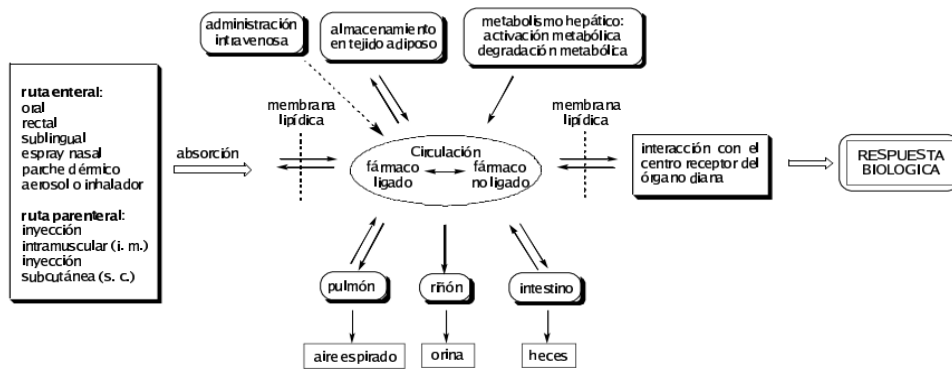 administración
intravenosa
almacenamiento
en tejido adiposo
metabolismo hepático:
activación metabólica
degradación metabólica
ruta enteral:
oral
rectal
sublingual
espray nasal
parche démico
aerosol o inhalador
ruta parenteral:
inyección
intramuscular (i. m.)
inyección
subcutánea (s. c.)
absorción
membrana
lipídica
Circulación
fármaco
ligado
fármaco
no ligado
membrana
lipídica
interacción con el
centro receptor del
órgano diana
RESPUESTA
BIOLOGICA
pulmón
riñón
intestino
aire espirado
orina
heces